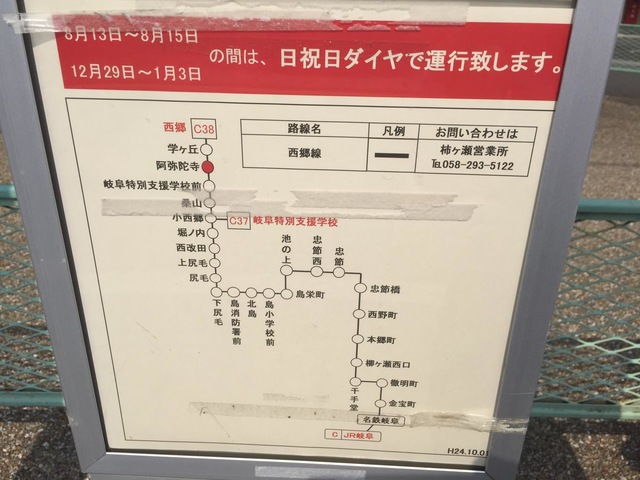 8月13日～8月15日
12月29日～1月3日
の間は、日祝日ダイヤで運行致します。
路線名 凡例 お問い合わせは
西郷線 柿ヶ瀬営業所
℡058-293-5122
西郷 C38
学ヶ丘
阿弥陀寺
岐阜特別支援学校前
桑山
小西郷
C37 岐阜特別支援学校
堀ノ内
西改田
上尻毛
尻毛
下尻毛
島消防署前
北島
島小学校前
島栄町
池の上
忠節西
忠節
忠節橋
西野町
本郷町
柳ヶ瀬西口
千手堂
徹明町
金宝町
名鉄岐阜
C JR岐阜
H24.10.01